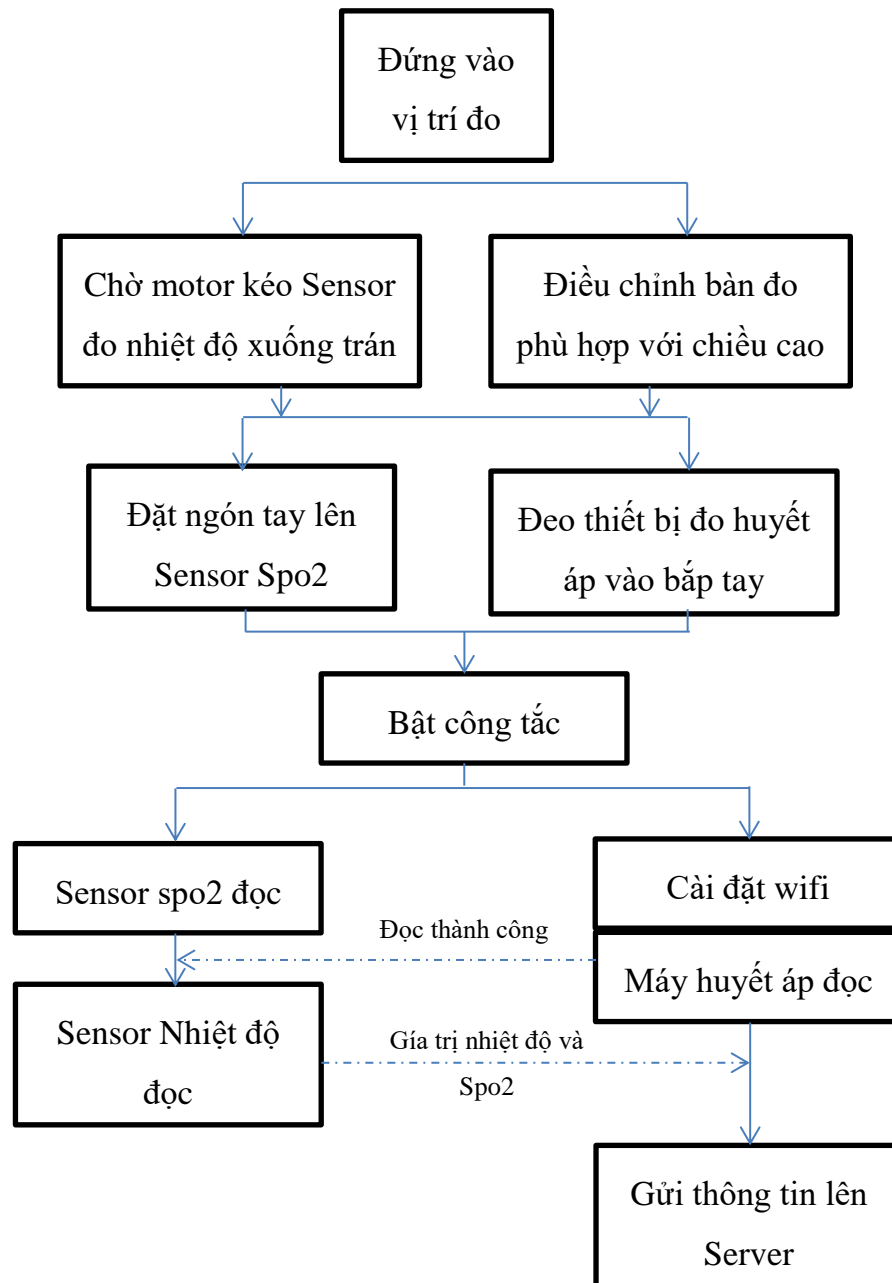 Đứng vào
vị trí đo
Chờ motor kéo Sensor
đo nhiệt độ xuống trán
Điều chỉnh bàn đo
phù hợp với chiều cao
Đặt ngón tay lên
Sensor Spo2
Đeo thiết bị đo huyết
áp vào bắp tay
Bật công tắc
Sensor spo2 đọc
Cài đặt wifi
Đọc thành công
Máy huyết áp đọc
Sensor Nhiệt độ
đọc
Gía trị nhiệt độ và
Spo2
Gửi thông tin lên
Server